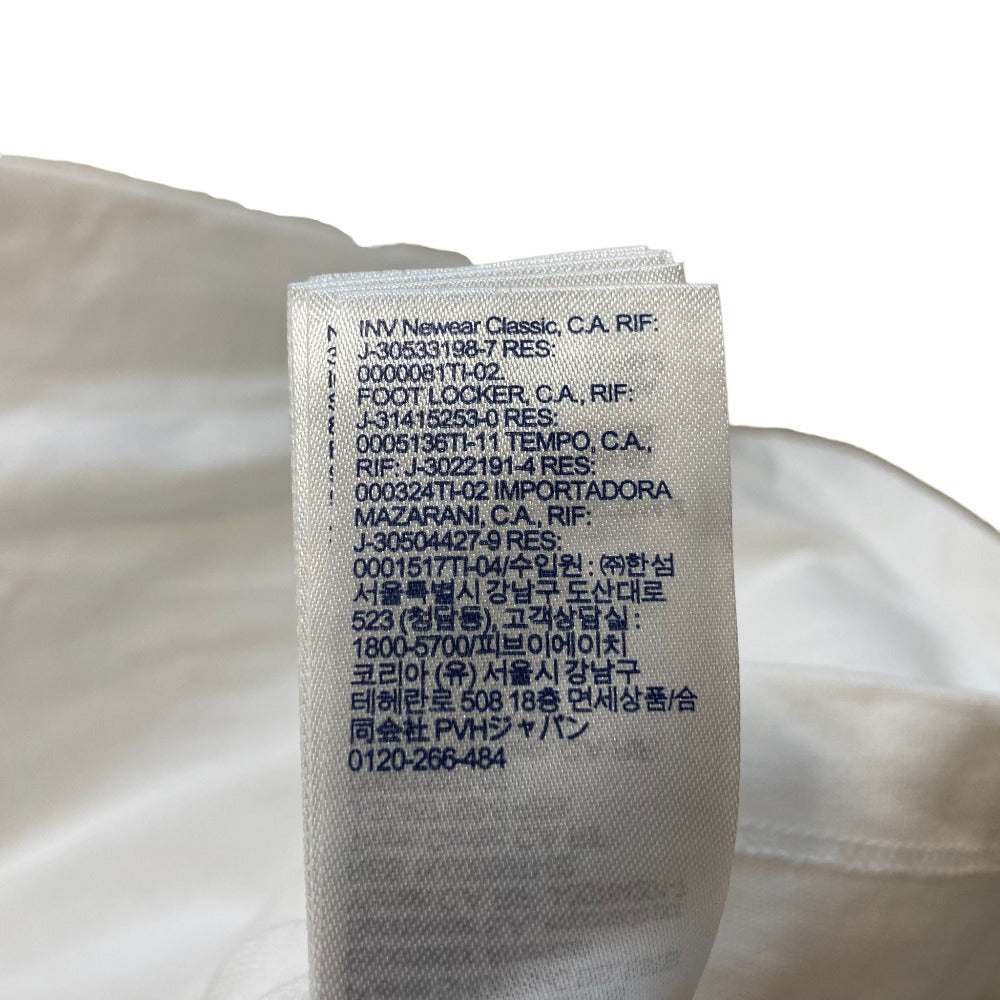 INV Newear Classic, C.A. RIF:
J-30533198-7 RES:
0000081TI-02.
FOOT LOCKER, C.A., RIF:
J-31415253-0 RES:
0005136TI-11 TEMPO, C.A.,
RIF: J-3022191-4 RES:
000324TI-02 IMPORTADORA
MAZARANI, C.A., RIF:
J-30504427-9 RES:
0001517TI-04/수입원 : ㈜한섬
서울특별시 강남구 도산대로
523 (청담동), 고객상담실 :
1800-5700/피브이에이치
코리아 (유) 서울시 강남구
테헤란로 508 18층 면세상품/合
同会社 PVHジャパン
0120-266-484